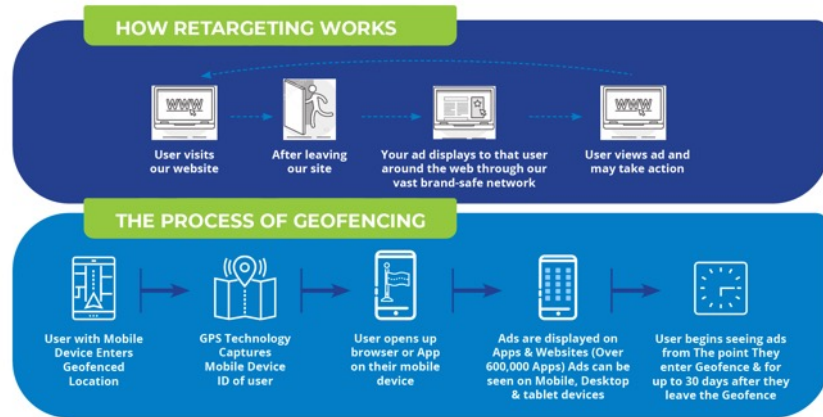 HOW RETARGETING WORKS
WWW
WWW
User visits
our website
After leaving
our site
Your ad displays to that user
around the web through our
vast brand-safe network
User views ad and
may take action
THE PROCESS OF GEOFENCING
User with Mobile
Device Enters
Geofenced
Location
GPS Technology
Captures
Mobile Device
ID of user
User opens up
browser or App
on their mobile
device
Ads are displayed on
Apps & Websites (Over
600,000 Apps) Ads can be
seen on Mobile, Desktop
& tablet devices
User begins seeing ads
from The point They
enter Geofence & for
up to 30 days after they
leave the Geofence